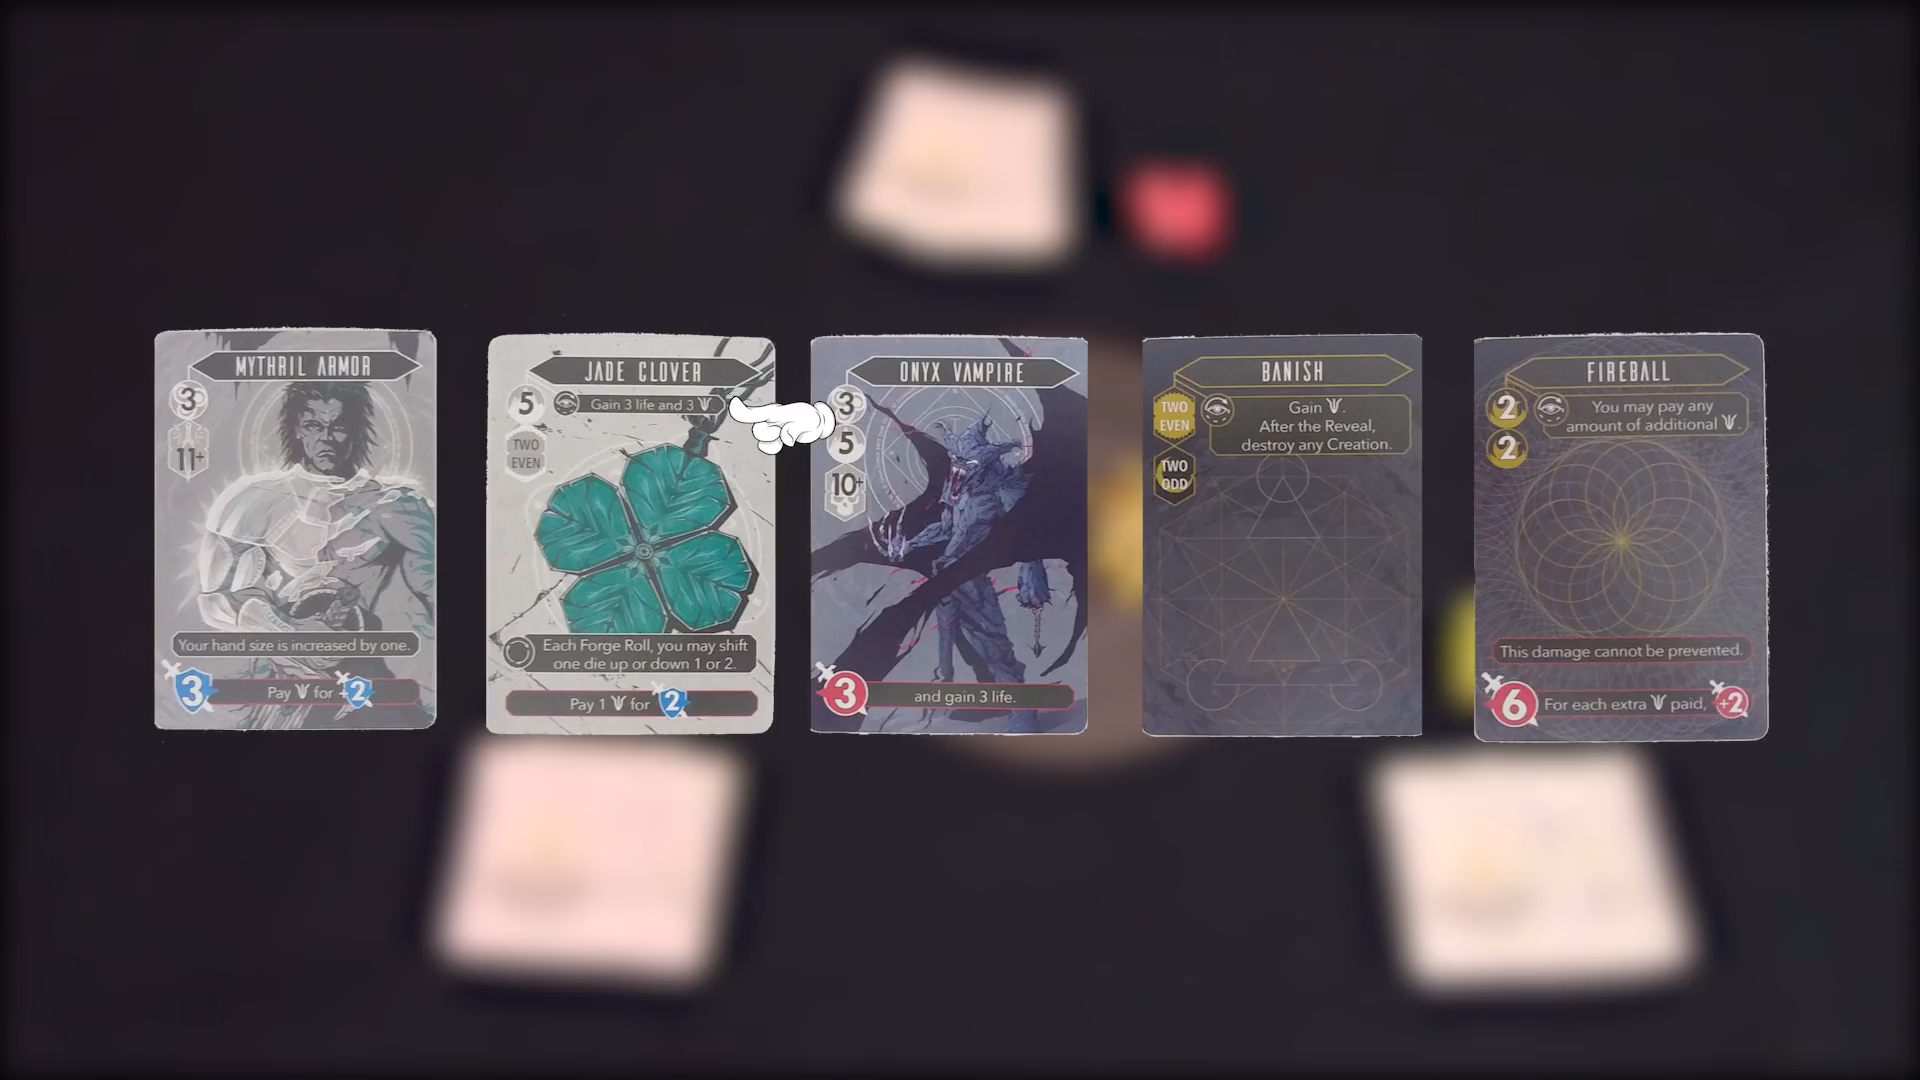 MYTHRIL ARMOR
3
11+
Your hand size is increased by one.
3
Pay for +2
JADE CLOVER
5
Gain 3 life and 3
TWO
EVEN
Each Forge Roll, you may shift
one die up or down 1 or 2.
Pay 1 for 2
ONYX VAMPIRE
3
5
10+
3
and gain 3 life.
BANISH
TWO
EVEN
TWO
ODD
Gain .
After the Reveal,
destroy any Creation.
FIREBALL
2
2
You may pay any
amount of additional .
This damage cannot be prevented.
6
For each extra paid, +2